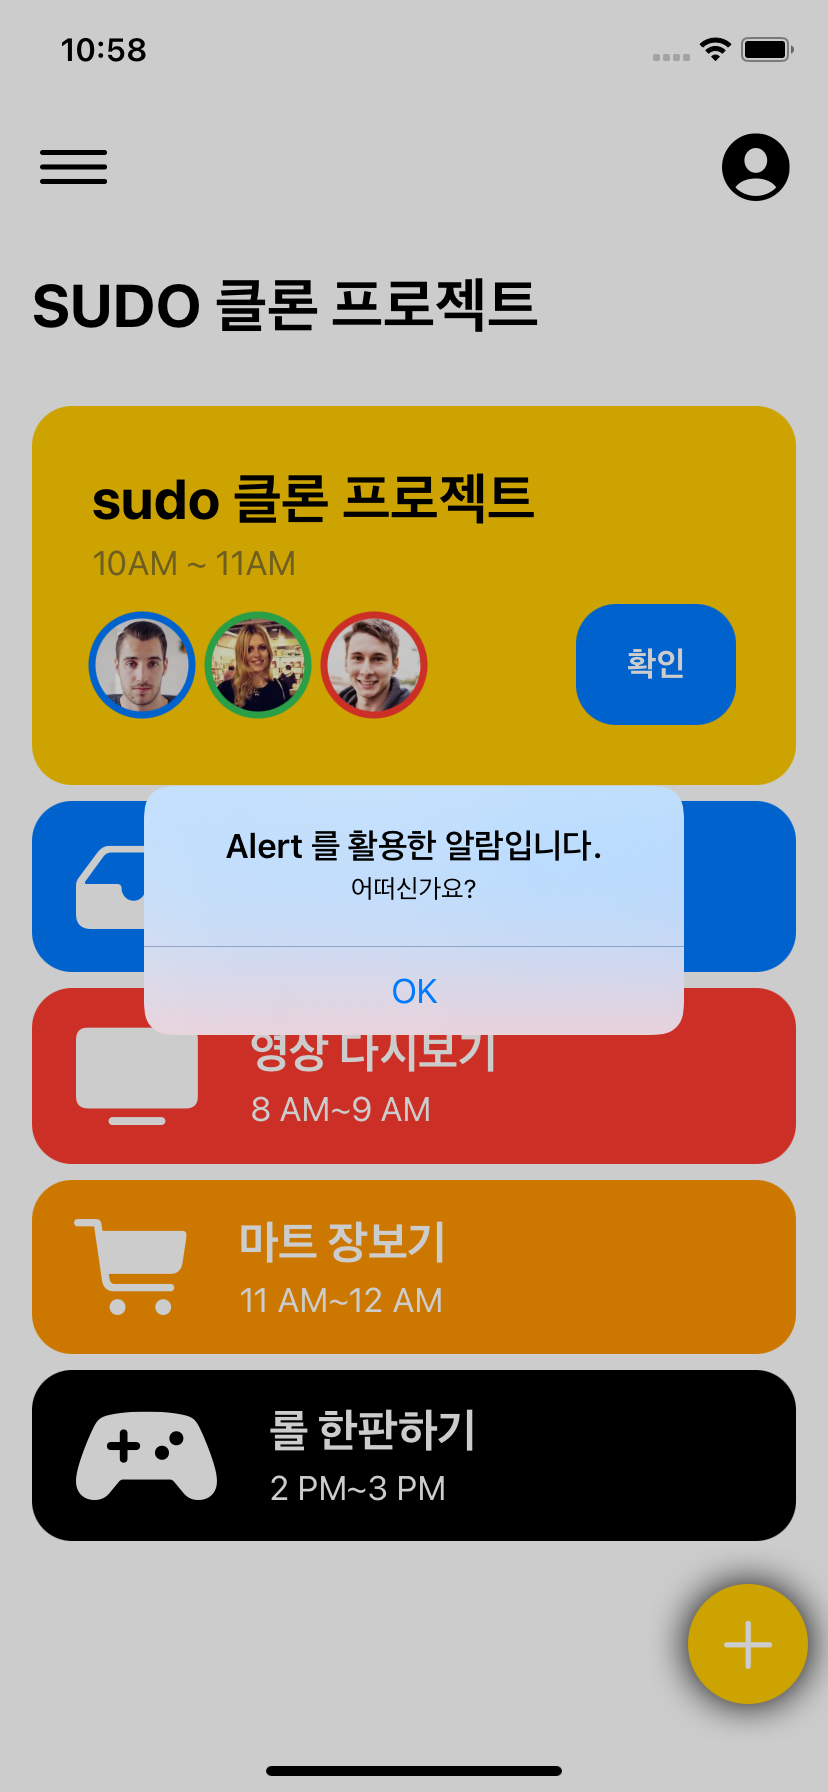 10:58
SUDO 클론 프로젝트
sudo 클론 프로젝트
10AM ~ 11AM
확인
Alert 를 활용한 알람입니다.
어떠신가요?
OK
영상 다시보기
8 AM~9 AM
마트 장보기
11 AM~12 AM
롤 한판하기
2 PM~3 PM